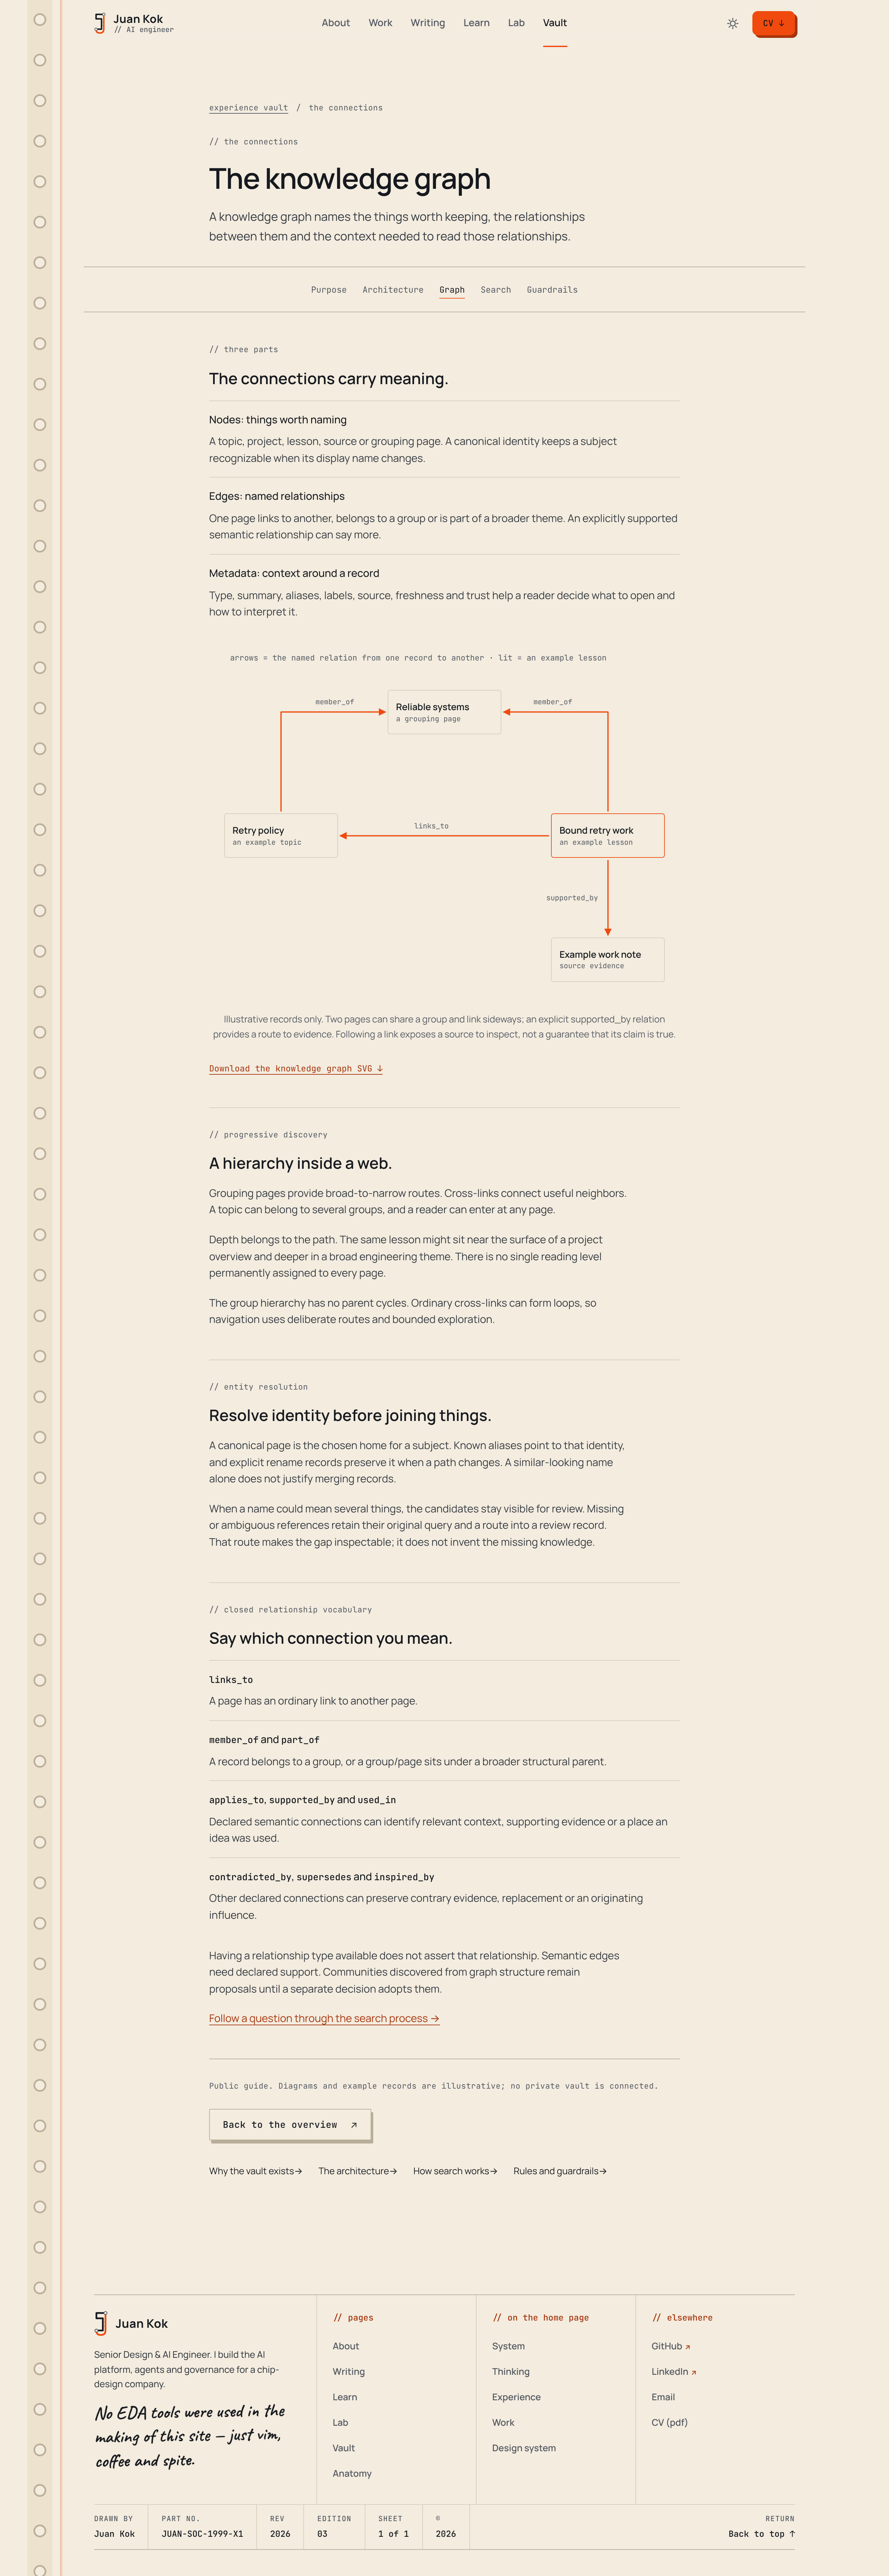 Juan Kok
// AI engineer
About Work Writing Learn Lab Vault
CV ↓
experience vault / the connections
// the connections
The knowledge graph
A knowledge graph names the things worth keeping, the relationships
between them and the context needed to read those relationships.
Purpose Architecture Graph Search Guardrails
// three parts
The connections carry meaning.
Nodes: things worth naming
A topic, project, lesson, source or grouping page. A canonical identity keeps a subject
recognizable when its display name changes.
Edges: named relationships
One page links to another, belongs to a group or is part of a broader theme. An explicitly supported
semantic relationship can say more.
Metadata: context around a record
Type, summary, aliases, labels, source, freshness and trust help a reader decide what to open and
how to interpret it.
arrows = the named relation from one record to another · lit = an example lesson
member_of
Reliable systems
a grouping page
member_of
Retry policy
an example topic
links_to
Bound retry work
an example lesson
supported_by
Example work note
source evidence
Illustrative records only. Two pages can share a group and link sideways; an explicit supported_by relation
provides a route to evidence. Following a link exposes a source to inspect, not a guarantee that its claim is true.
Download the knowledge graph SVG ↓
// progressive discovery
A hierarchy inside a web.
Grouping pages provide broad-to-narrow routes. Cross-links connect useful neighbors.
A topic can belong to several groups, and a reader can enter at any page.
Depth belongs to the path. The same lesson might sit near the surface of a project
overview and deeper in a broad engineering theme. There is no single reading level
permanently assigned to every page.
The group hierarchy has no parent cycles. Ordinary cross-links can form loops, so
navigation uses deliberate routes and bounded exploration.
// entity resolution
Resolve identity before joining things.
A canonical page is the chosen home for a subject. Known aliases point to that identity,
and explicit rename records preserve it when a path changes. A similar-looking name
alone does not justify merging records.
When a name could mean several things, the candidates stay visible for review. Missing
or ambiguous references retain their original query and a route into a review record.
That route makes the gap inspectable; it does not invent the missing knowledge.
// closed relationship vocabulary
Say which connection you mean.
links_to
A page has an ordinary link to another page.
member_of and part_of
A record belongs to a group, or a group/page sits under a broader structural parent.
applies_to, supported_by and used_in
Declared semantic connections can identify relevant context, supporting evidence or a place an
idea was used.
contradicted_by, supersedes and inspired_by
Other declared connections can preserve contrary evidence, replacement or an originating
influence.
Having a relationship type available does not assert that relationship. Semantic edges
need declared support. Communities discovered from graph structure remain
proposals until a separate decision adopts them.
Follow a question through the search process →
Public guide. Diagrams and example records are illustrative; no private vault is connected.
Back to the overview ↗
Why the vault exists→ The architecture→ How search works→ Rules and guardrails→
Juan Kok
Senior Design & AI Engineer. I build the AI
platform, agents and governance for a chip-
design company.
No EDA tools were used in the
making of this site — just vim,
coffee and spite.
// pages
About
Writing
Learn
Lab
Vault
Anatomy
// on the home page
System
Thinking
Experience
Work
Design system
// elsewhere
GitHub ↗
LinkedIn ↗
Email
CV (pdf)
DRAWN BY PART NO. REV EDITION SHEET © RETURN
Juan Kok JUAN-SOC-1999-X1 2026 03 1 of 1 2026 Back to top ↑